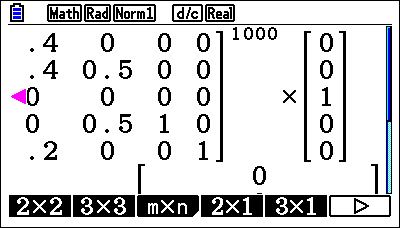 Math Rad Norm1 d/c Real
.4 0 0 0 1000 0
.4 0.5 0 0 0
0 0 0 0 × 1
0 0.5 1 0 0
.2 0 0 1 0
0
2×2 3×3 m×n 2×1 3×1